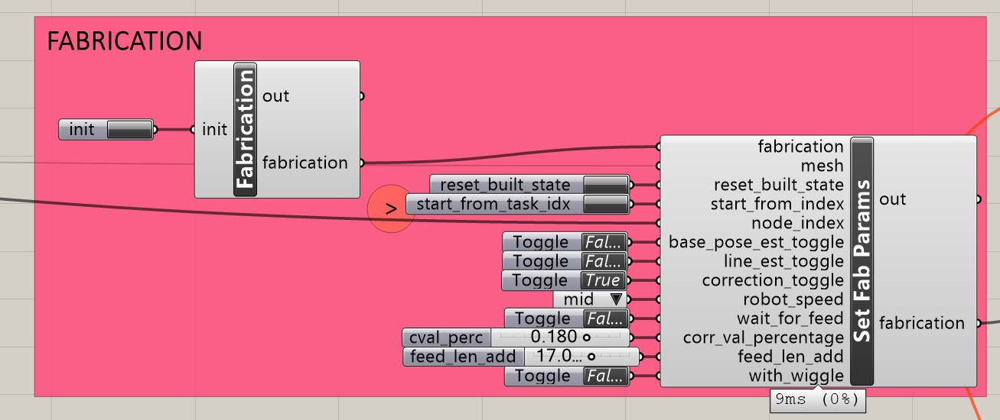 FABRICATION
init
init
Fabrication
out
fabrication
>
reset_built_state
start_from_task_idx
Toggle Fal...
Toggle Fal...
Toggle True
mid
Toggle Fal...
cval_perc 0.180
feed_len_add 17.0...
Toggle Fal...
fabrication
mesh
reset_built_state
start_from_index
node_index
base_pose_est_toggle
line_est_toggle
correction_toggle
robot_speed
wait_for_feed
corr_val_percentage
feed_len_add
with_wiggle
Set Fab Params
out
fabrication
9ms (0%)